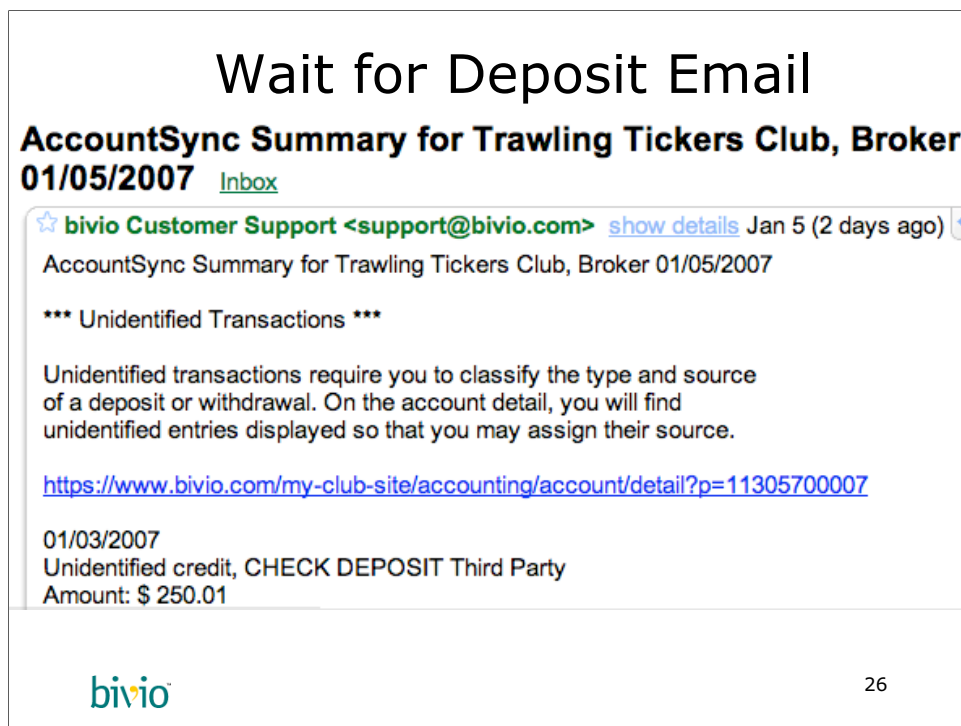 Wait for Deposit Email
AccountSync Summary for Trawling Tickers Club, Broker
01/05/2007 Inbox
bivio Customer Support <support@bivio.com> show details Jan 5 (2 days ago)
AccountSync Summary for Trawling Tickers Club, Broker 01/05/2007
*** Unidentified Transactions ***
Unidentified transactions require you to classify the type and source
of a deposit or withdrawal. On the account detail, you will find
unidentified entries displayed so that you may assign their source.
https://www.bivio.com/my-club-site/accounting/account/detail?p=11305700007
01/03/2007
Unidentified credit, CHECK DEPOSIT Third Party
Amount: $ 250.01
bivio™
26